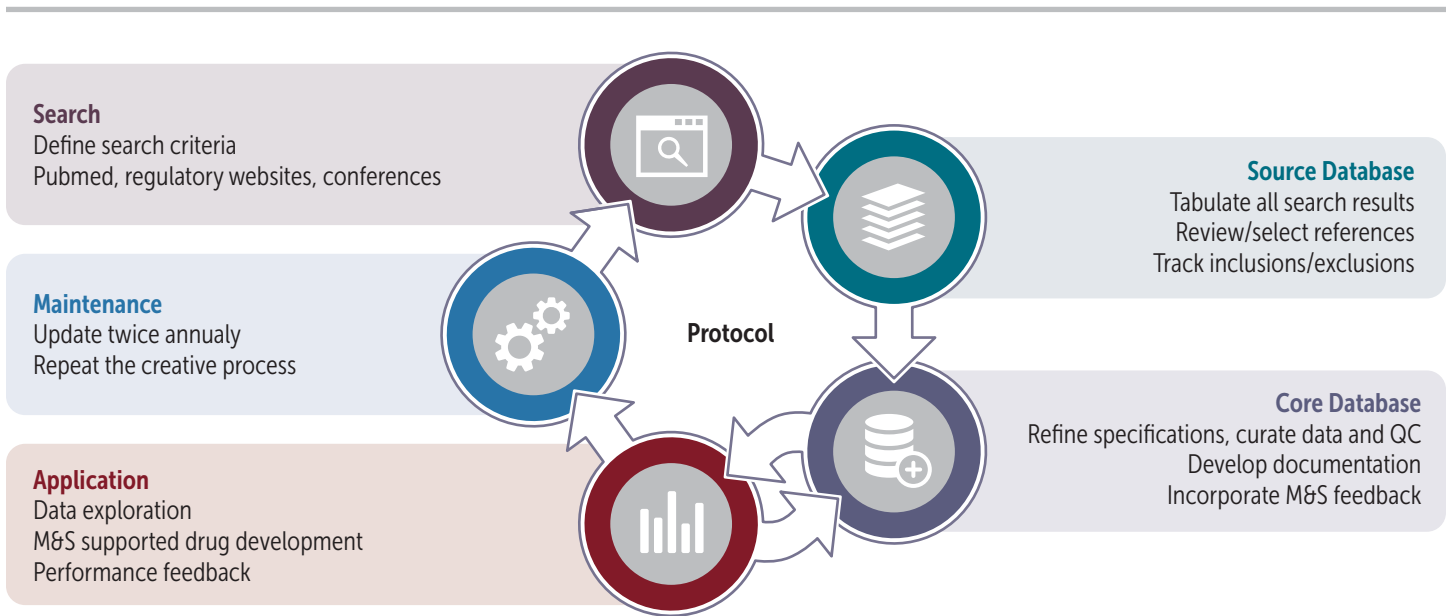 Search
Define search criteria
Pubmed, regulatory websites, conferences
Source Database
Tabulate all search results
Review/select references
Track inclusions/exclusions
Maintenance
Update twice annualy
Repeat the creative process
Protocol
Core Database
Refine specifications, curate data and QC
Develop documentation
Incorporate M&S feedback
Application
Data exploration
M&S supported drug development
Performance feedback